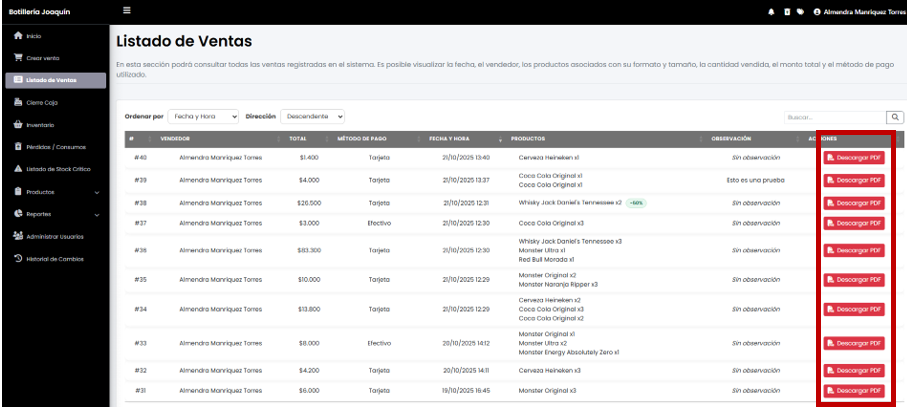 Botillería Joaquín
Almendra Manriquez Torres
Inicio
Crear venta
Listado de Ventas
Cierre Caja
Inventario
Pérdidas / Consumos
Listado de Stock Crítico
Productos
Reportes
Administrar Usuarios
Historial de Cambios
Listado de Ventas
En esta sección podrá consultar todas las ventas registradas en el sistema. Es posible visualizar la fecha, el vendedor, los productos asociados con su formato y tamaño, la cantidad vendida, el monto total y el método de pago
utilizado.
Ordenar por Fecha y Hora Dirección Descendente Buscar...
# VENDEDOR TOTAL MÉTODO DE PAGO FECHA Y HORA PRODUCTOS OBSERVACIÓN ACCIONES
#40 Almendra Manriquez Torres $1.400 Tarjeta 21/10/2025 13:40 Cerveza Heineken x1 Sin observación Descargar PDF
#39 Almendra Manriquez Torres $4.000 Tarjeta 21/10/2025 13:37 Coca Cola Original x1 Esta es una prueba Descargar PDF
Coca Cola Original x1
#38 Almendra Manriquez Torres $26.500 Tarjeta 21/10/2025 12:31 Whisky Jack Daniel's Tennessee x2 -50% Sin observación Descargar PDF
#37 Almendra Manriquez Torres $3.000 Efectivo 21/10/2025 12:30 Coca Cola Original x3 Sin observación Descargar PDF
Whisky Jack Daniel's Tennessee x3
#36 Almendra Manriquez Torres $83.300 Tarjeta 21/10/2025 12:30 Monster Ultra x1 Sin observación Descargar PDF
Red Bull Morada x1
#35 Almendra Manriquez Torres $10.000 Tarjeta 21/10/2025 12:29 Monster Original x2 Sin observación Descargar PDF
Monster Naranja Ripper x3
Cerveza Heineken x2
#34 Almendra Manriquez Torres $13.800 Tarjeta 21/10/2025 12:29 Coca Cola Original x3 Sin observación Descargar PDF
Coca Cola Original x2
Monster Original x1
#33 Almendra Manriquez Torres $8.000 Efectivo 20/10/2025 14:12 Monster Ultra x2 Sin observación Descargar PDF
Monster Energy Absolutely Zero x1
#32 Almendra Manriquez Torres $4.200 Tarjeta 20/10/2025 14:11 Cerveza Heineken x3 Sin observación Descargar PDF
#31 Almendra Manriquez Torres $6.000 Tarjeta 19/10/2025 16:45 Monster Original x3 Sin observación Descargar PDF